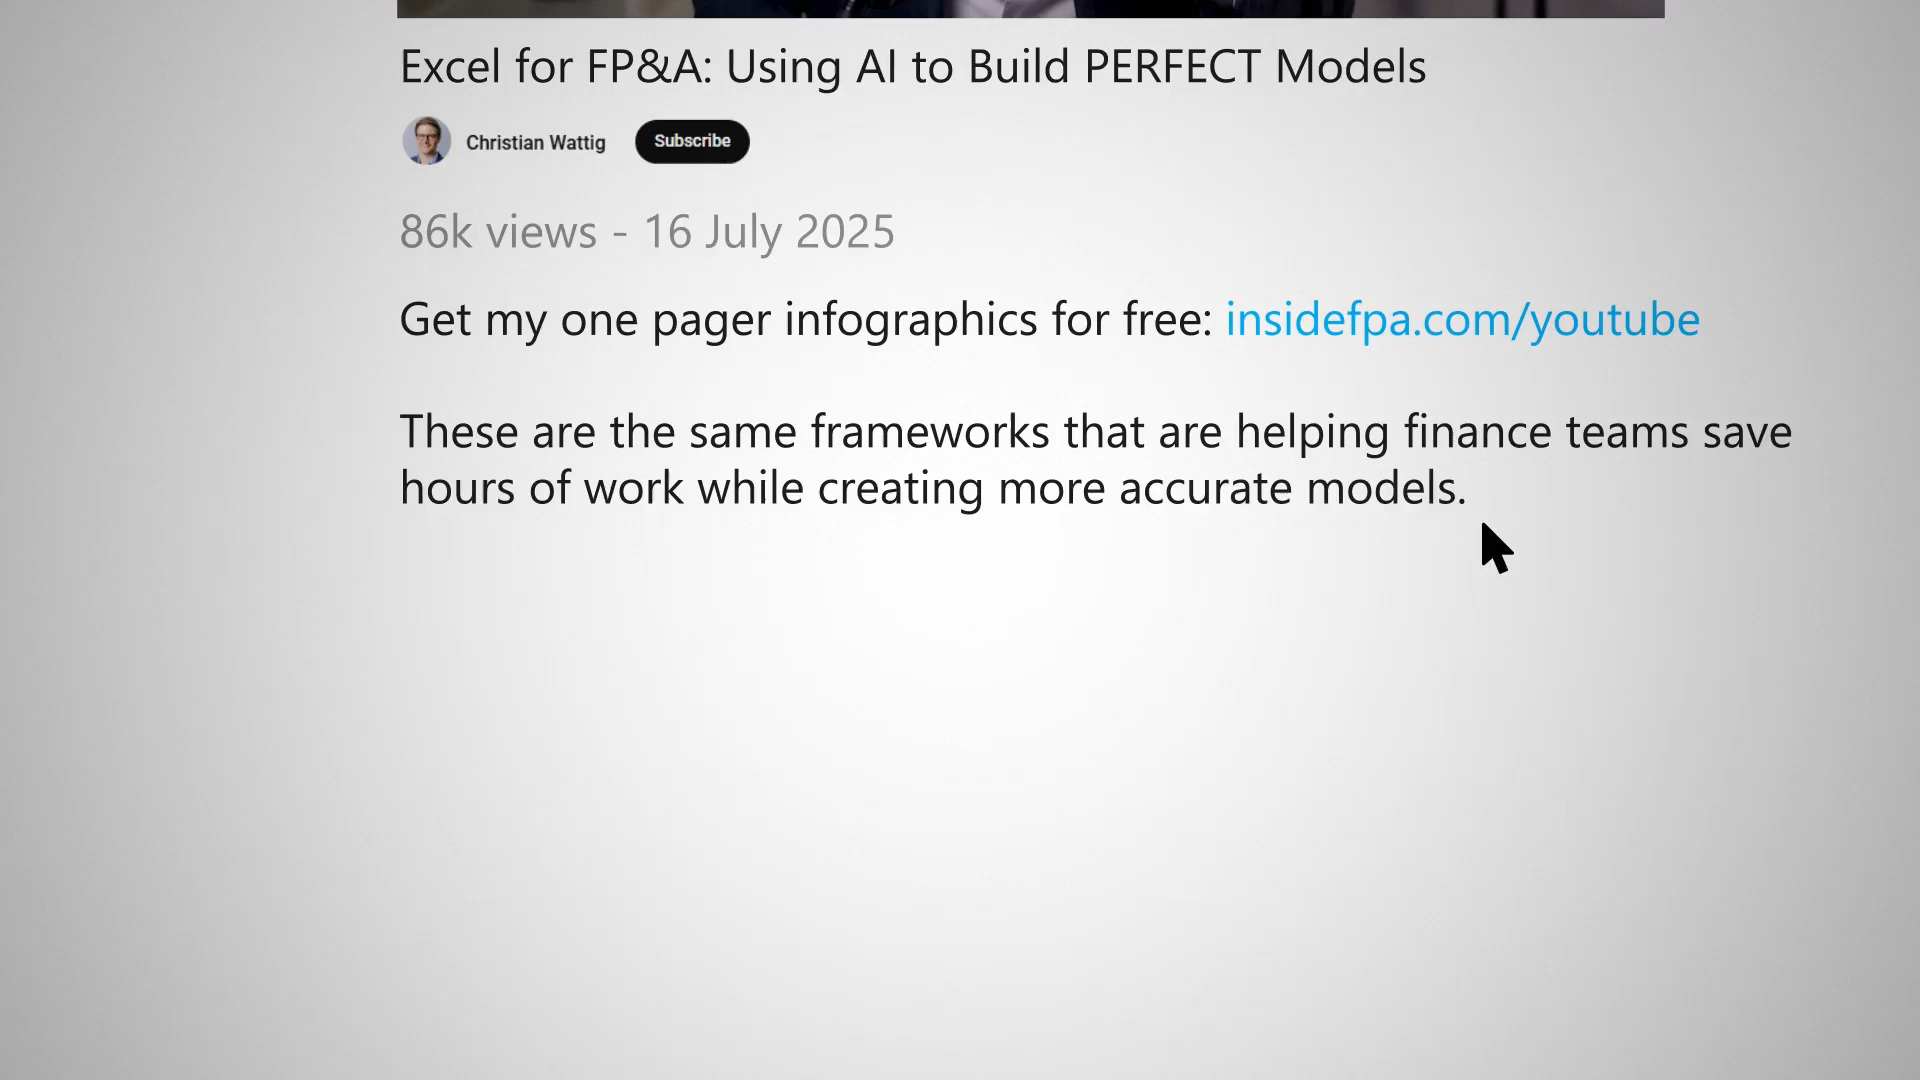 Excel for FP&A: Using AI to Build PERFECT Models
Christian Wattig
Subscribe
86k views - 16 July 2025
Get my one pager infographics for free: insidefpa.com/youtube
These are the same frameworks that are helping finance teams save
hours of work while creating more accurate models.